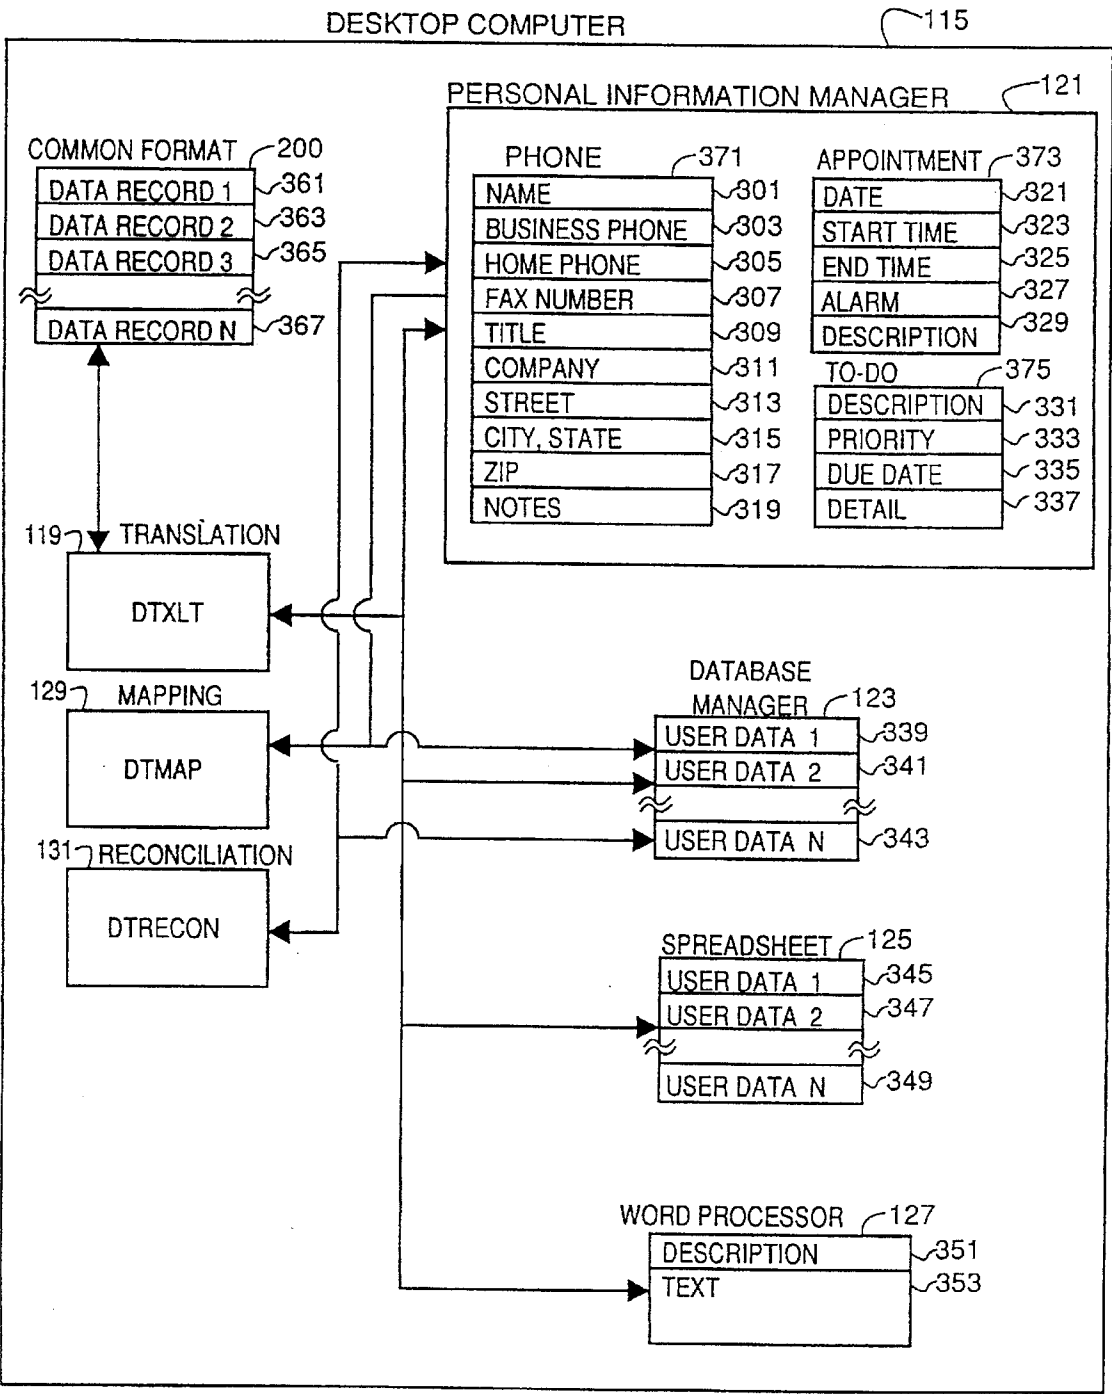 DESKTOP COMPUTER
115
PERSONAL INFORMATION MANAGER
121
COMMON FORMAT
200
DATA RECORD 1
361
DATA RECORD 2
363
DATA RECORD 3
365
DATA RECORD N
367
PHONE
371
NAME
301
BUSINESS PHONE
303
HOME PHONE
305
FAX NUMBER
307
TITLE
309
COMPANY
311
STREET
313
CITY, STATE
315
ZIP
317
NOTES
319
APPOINTMENT
373
DATE
321
START TIME
323
END TIME
325
ALARM
327
DESCRIPTION
329
TO-DO
375
DESCRIPTION
331
PRIORITY
333
DUE DATE
335
DETAIL
337
119
TRANSLATION
DTXLT
129
MAPPING
DTMAP
131
RECONCILIATION
DTRECON
DATABASE
MANAGER
123
USER DATA 1
339
USER DATA 2
341
USER DATA N
343
SPREADSHEET
125
USER DATA 1
345
USER DATA 2
347
USER DATA N
349
WORD PROCESSOR
127
DESCRIPTION
351
TEXT
353